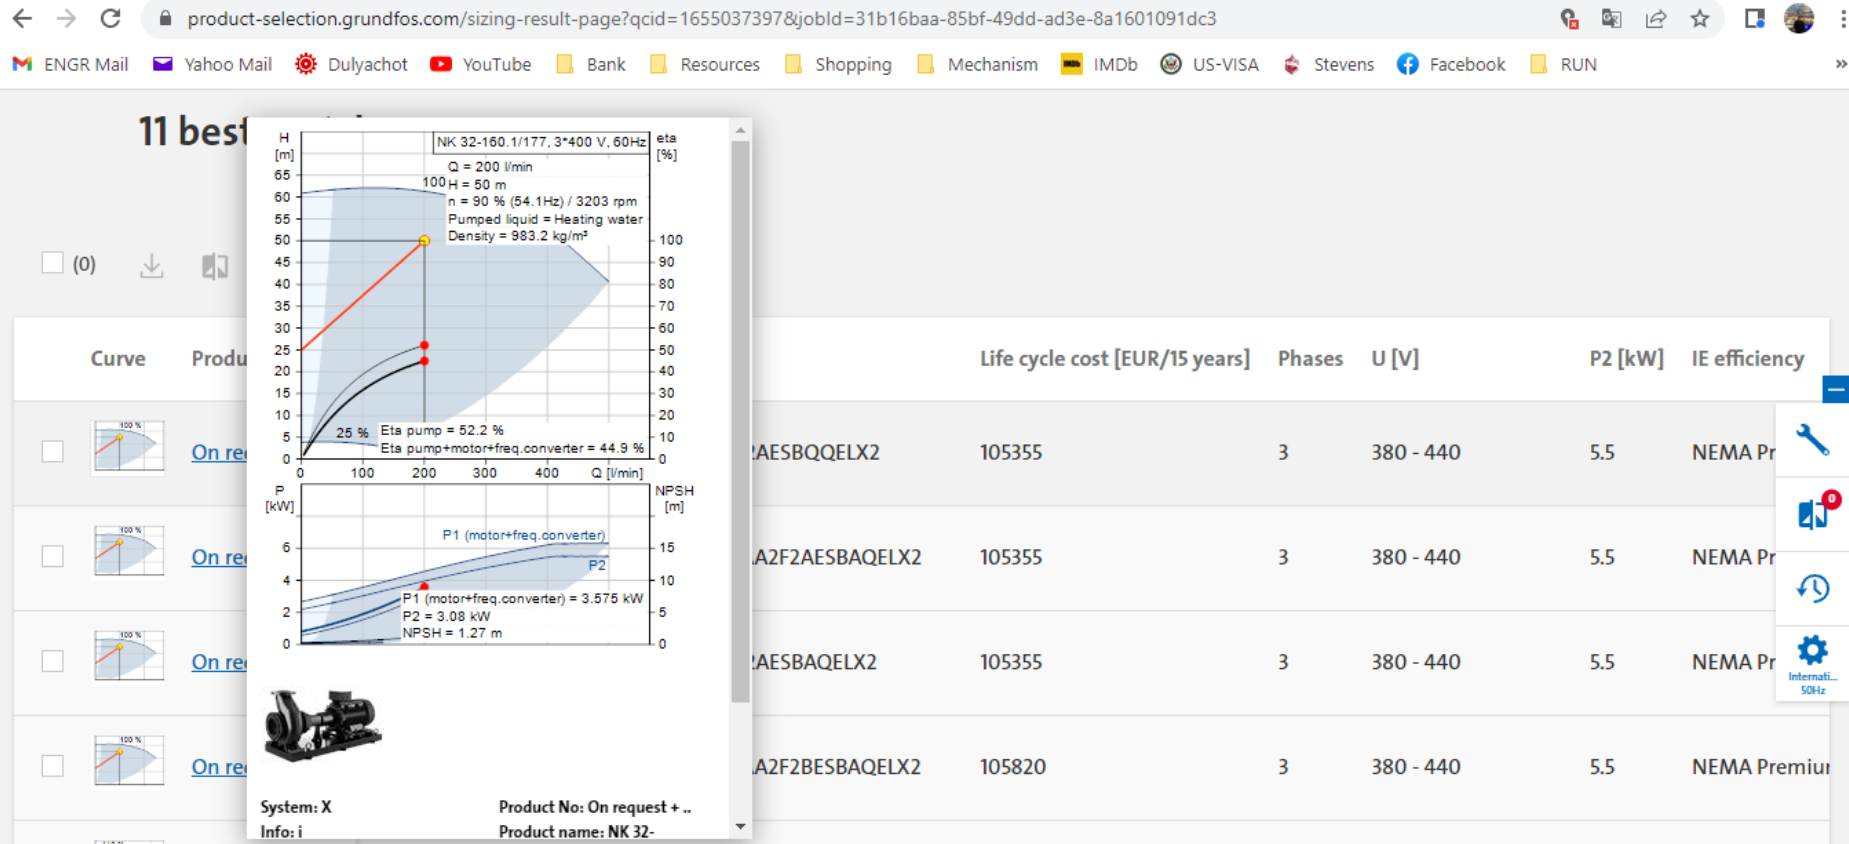 product-selection.grundfos.com/sizing-result-page?qcid=1655037397&jobId=31b16baa-85bf-49dd-ad3e-8a1601091dc3
ENGR Mail Yahoo Mail Dulyachot YouTube Bank Resources Shopping Mechanism IMDb US-VISA Stevens Facebook RUN »
11 best
(0)
Curve Produ Life cycle cost [EUR/15 years] Phases U [V] P2 [kW] IE efficiency
100 % On re AESBQQELX2 105355 3 380 - 440 5.5 NEMA Pr
100 % On re A2F2AESBAQELX2 105355 3 380 - 440 5.5 NEMA Pr
100 % On re AESBAQELX2 105355 3 380 - 440 5.5 NEMA Pr
100 % On re A2F2BESBAQELX2 105820 3 380 - 440 5.5 NEMA Premiu
H
[m]
NK 32-160.1/177, 3*400 V, 60Hz
eta
[%]
Q = 200 l/min
100
H = 50 m
n = 90 % (54.1Hz) / 3203 rpm
Pumped liquid = Heating water
Density = 983.2 kg/m³
65
60
55
50
45
40
35
30
25
20
15
10
5
0
100
90
80
70
60
50
40
30
20
10
0
25 %
Eta pump = 52.2 %
Eta pump+motor+freq.converter = 44.9 %
0 100 200 300 400 Q [l/min]
P
[kW]
NPSH
[m]
P1 (motor+freq.converter)
P2
6
4
2
0
15
10
5
0
P1 (motor+freq.converter) = 3.575 kW
P2 = 3.08 kW
NPSH = 1.27 m
System: X Product No: On request + ..
Info: i Product name: NK 32-
0
Internati...
50Hz